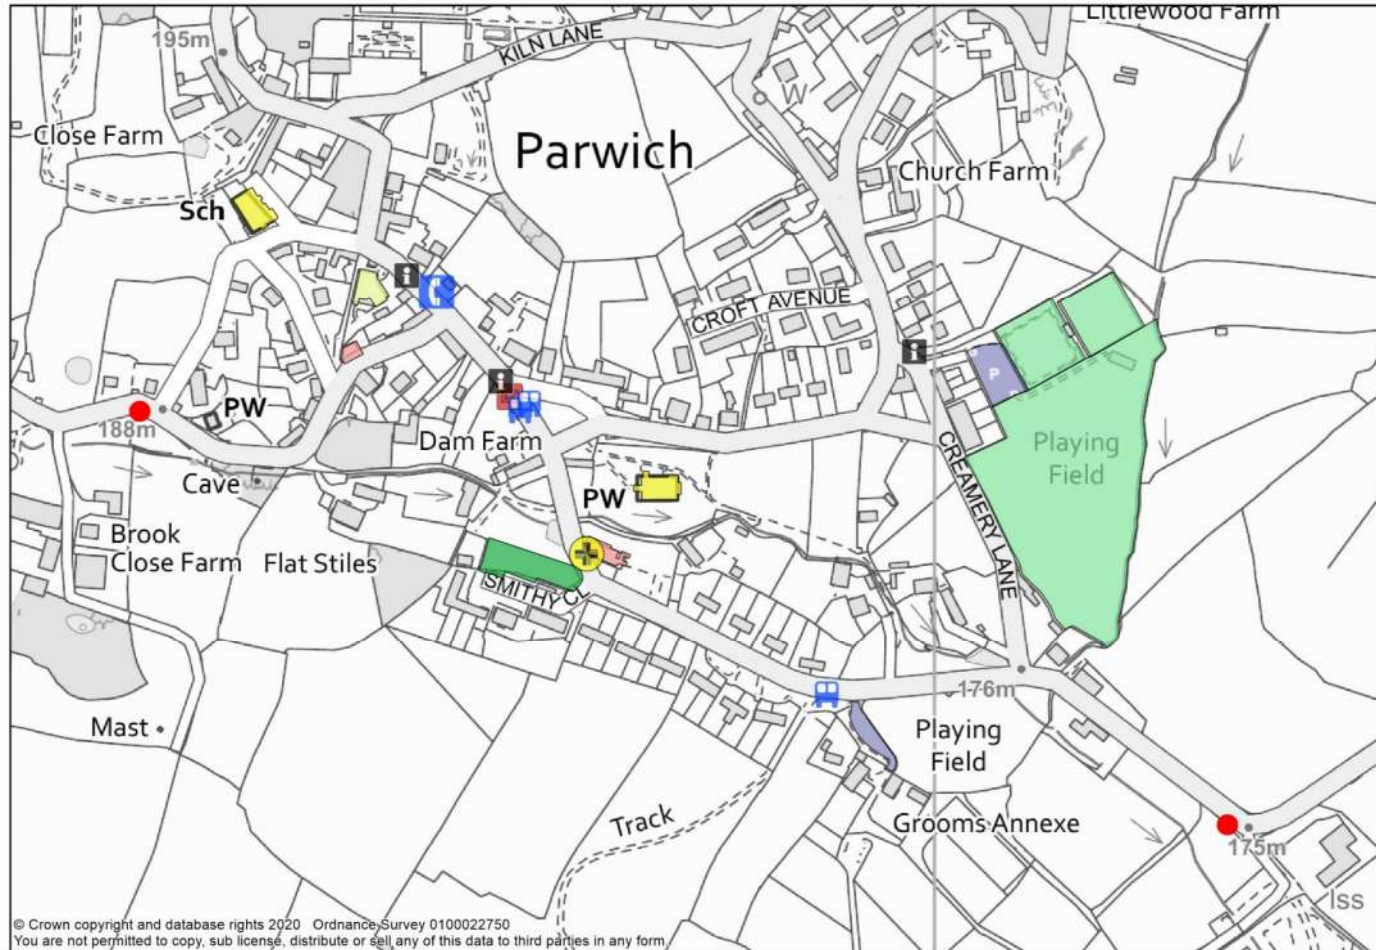 Littlewood Farm
195m
KILN LANE
W
Close Farm
Parwich
Church Farm
Sch
i
CROFT AVENUE
i
i
P
PW
188m
Dam Farm
Playing
Field
Cave
PW
CREAMERY LANE
Brook
Close Farm
Flat Stiles
SMITHY CL
176m
Mast
Playing
Field
Track
Grooms Annexe
175m
Iss
© Crown copyright and database rights 2020 Ordnance Survey 0100022750
You are not permitted to copy, sub license, distribute or sell any of this data to third parties in any form